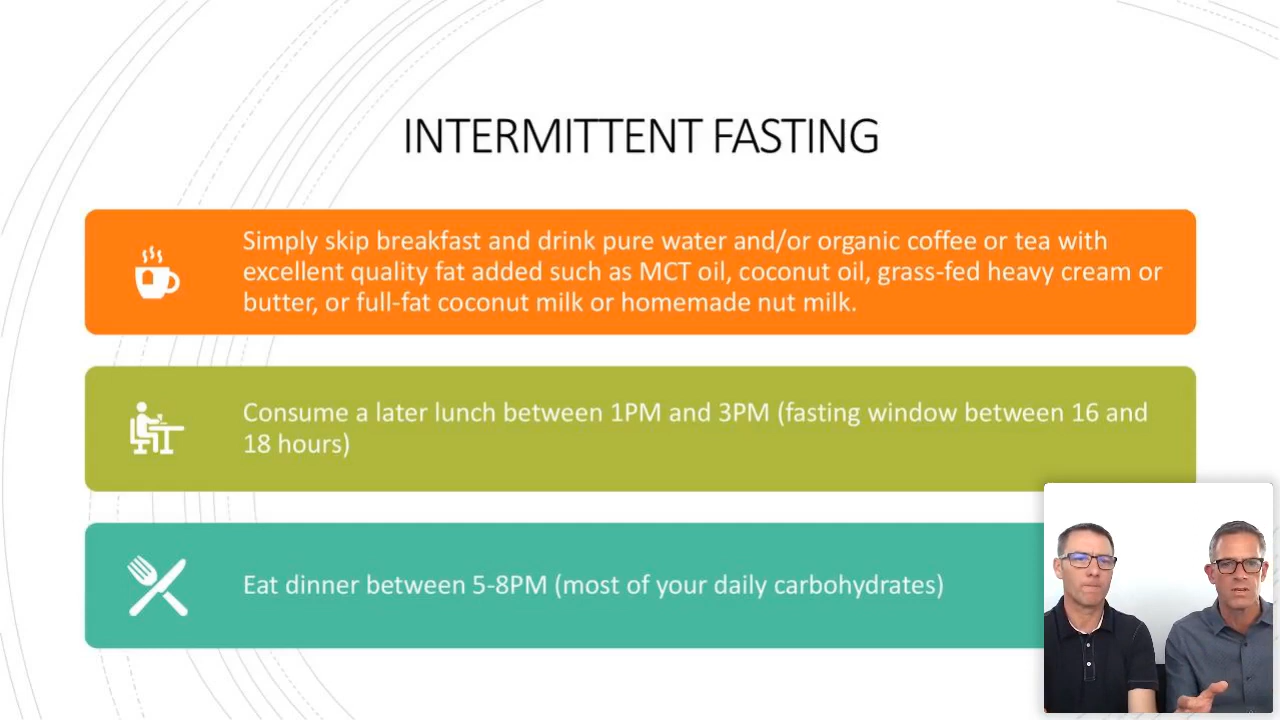 INTERMITTENT FASTING
Simply skip breakfast and drink pure water and/or organic coffee or tea with
excellent quality fat added such as MCT oil, coconut oil, grass-fed heavy cream or
butter, or full-fat coconut milk or homemade nut milk.
Consume a later lunch between 1PM and 3PM (fasting window between 16 and
18 hours)
Eat dinner between 5-8PM (most of your daily carbohydrates)